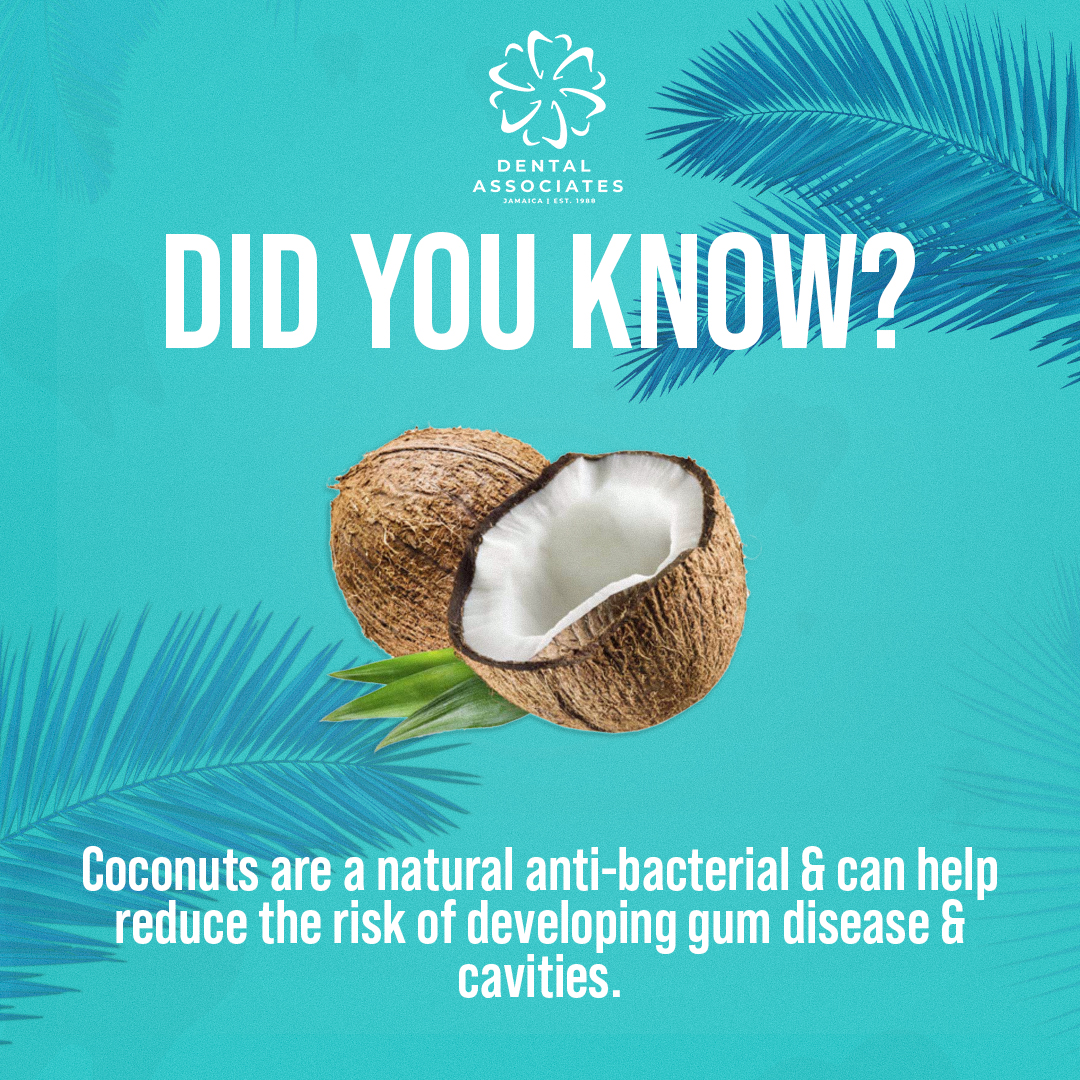 DENTAL
ASSOCIATES
JAMAICA | EST. 1988
DID YOU KNOW?
Coconuts are a natural anti-bacterial & can help
reduce the risk of developing gum disease &
cavities.